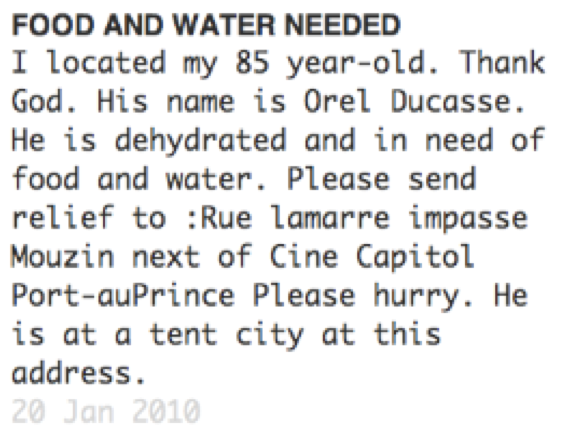 FOOD AND WATER NEEDED
I located my 85 year-old. Thank
God. His name is Orel Ducasse.
He is dehydrated and in need of
food and water. Please send
relief to :Rue lamarre impasse
Mouzin next of Cine Capitol
Port-auPrince Please hurry. He
is at a tent city at this
address.
20 Jan 2010